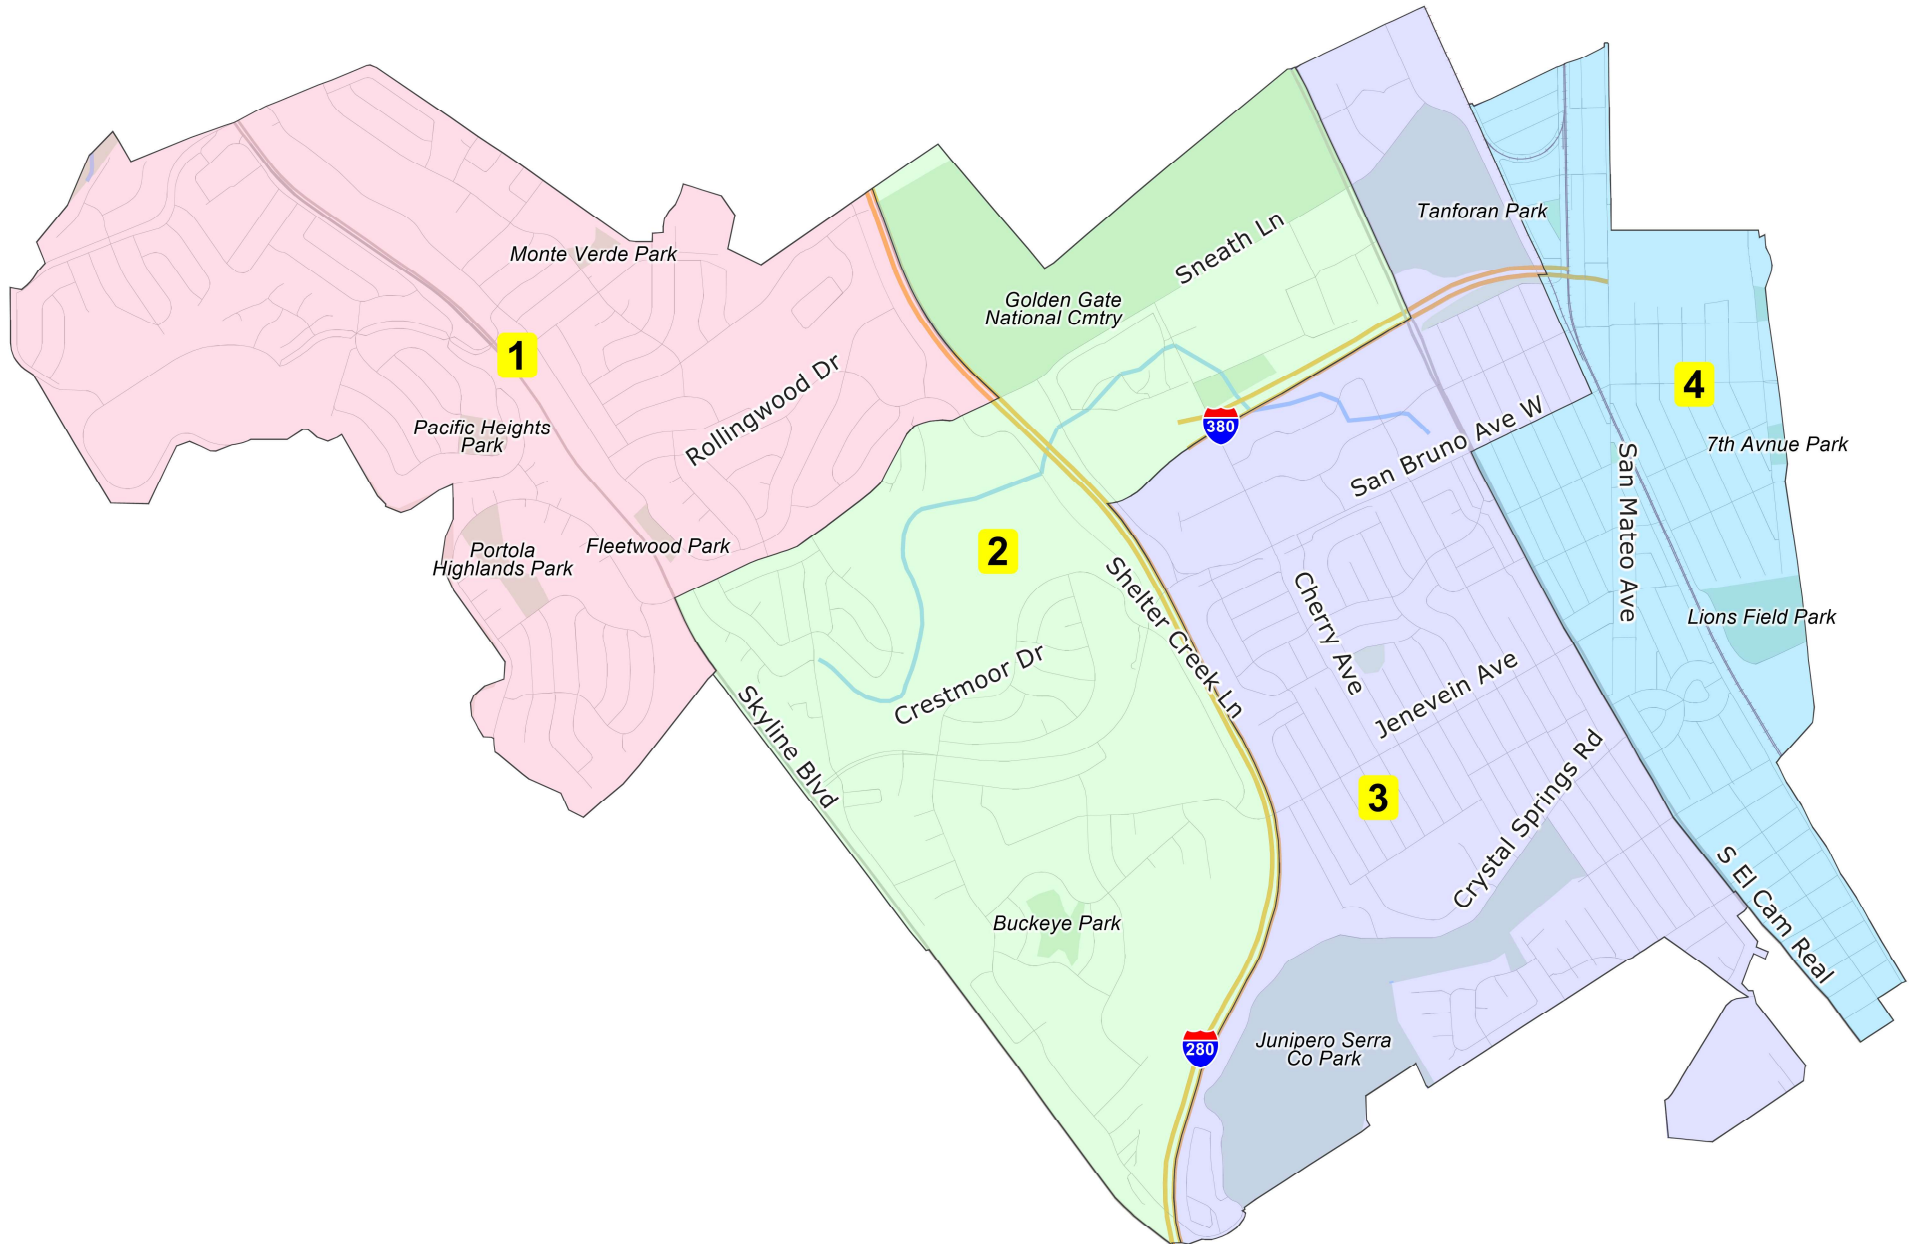 Tanforan Park
Sneath Ln
Monte Verde Park
Golden Gate
National Cmtry
1
4
Rollingwood Dr
380
San Bruno Ave W
Pacific Heights
Park
7th Avnue Park
San Mateo Ave
2
Portola
Highlands Park
Fleetwood Park
Shelter Creek Ln
Cherry Ave
Lions Field Park
Crestmoor Dr
Jenevein Ave
Skyline Blvd
3
Crystal Springs Rd
S El Cam Real
Buckeye Park
280
Junipero Serra
Co Park